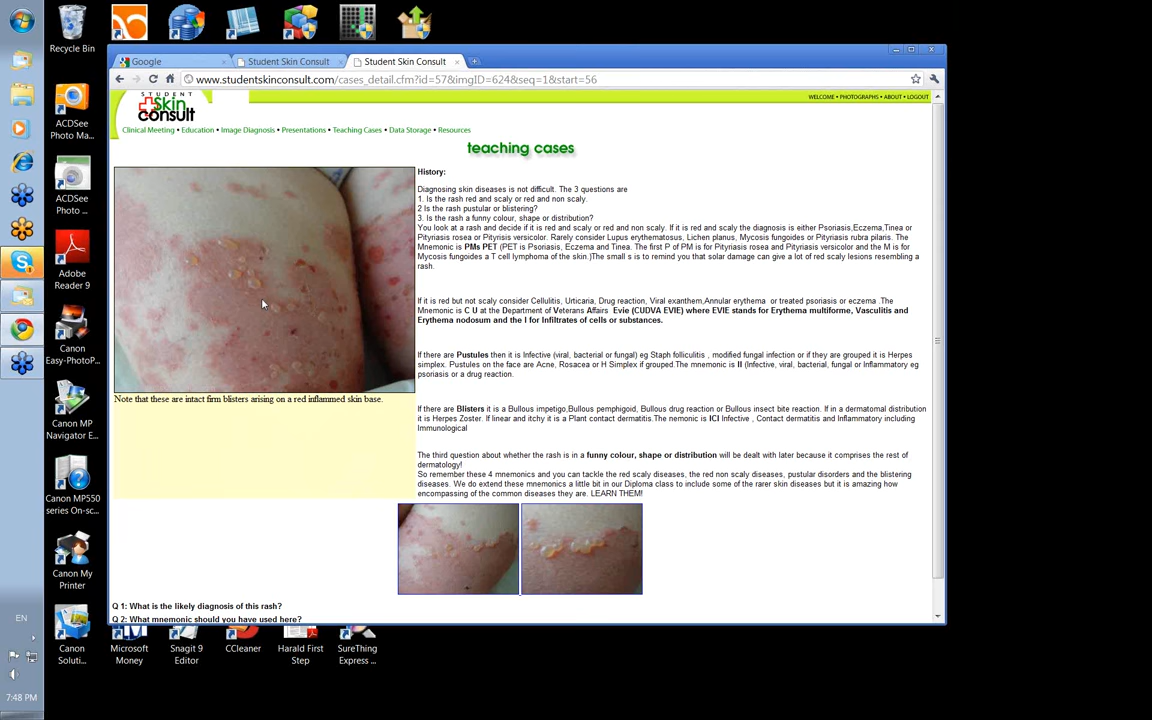 Recycle Bin
Google
Student Skin Consult
Student Skin Consult
www.studentskinconsult.com/cases_detail.cfm?id=57&imgID=624&seq=1&start=56
STUDENT
Skin
CONSULT
WELCOME • PHOTOGRAPHS • ABOUT • LOGOUT
Clinical Meeting • Education • Image Diagnosis • Presentations • Teaching Cases • Data Storage • Resources
teaching cases
History:
Diagnosing skin diseases is not difficult. The 3 questions are
1. Is the rash red and scaly or red and non scaly.
2 Is the rash pustular or blistering?
3. Is the rash a funny colour, shape or distribution?
You look at a rash and decide if it is red and scaly or red and non scaly. If it is red and scaly the diagnosis is either Psoriasis,Eczema,Tinea or
Pityriasis rosea or Pityrisis versicolor. Rarely consider Lupus erythematosus, Lichen planus, Mycosis fungoides or Pityriasis rubra pilaris. The
Mnemonic is PMs PET (PET is Psoriasis, Eczema and Tinea. The first P of PM is for Pityriasis rosea and Pityriasis versicolor and the M is for
Mycosis fungoides a T cell lymphoma of the skin.)The small s is to remind you that solar damage can give a lot of red scaly lesions resembling a
rash.
If it is red but not scaly consider Cellulitis, Urticaria, Drug reaction, Viral exanthem,Annular erythema or treated psoriasis or eczema .The
Mnemonic is C U at the Department of Veterans Affairs Evie (CUDVA EVIE) where EVIE stands for Erythema multiforme, Vasculitis and
Erythema nodosum and the I for Infiltrates of cells or substances.
If there are Pustules then it is Infective (viral, bacterial or fungal) eg Staph folliculitis , modified fungal infection or if they are grouped it is Herpes
simplex. Pustules on the face are Acne, Rosacea or H Simplex if grouped.The mnemonic is II (Infective, viral, bacterial, fungal or Inflammatory eg
psoriasis or a drug reaction.
If there are Blisters it is a Bullous impetigo,Bullous pemphigoid, Bullous drug reaction or Bullous insect bite reaction. If in a dermatomal distribution
it is Herpes Zoster. If linear and itchy it is a Plant contact dermatitis.The nemonic is ICI Infective , Contact dermatitis and Inflammatory including
Immunological
The third question about whether the rash is in a funny colour, shape or distribution will be dealt with later because it comprises the rest of
dermatology!
So remember these 4 mnemonics and you can tackle the red scaly diseases, the red non scaly diseases, pustular disorders and the blistering
diseases. We do extend these mnemonics a little bit in our Diploma class to include some of the rarer skin diseases but it is amazing how
encompassing of the common diseases they are. LEARN THEM!
Note that these are intact firm blisters arising on a red inflammed skin base.
Q 1: What is the likely diagnosis of this rash?
Q 2: What mnemonic should you have used here?
ACDSee
Photo Ma...
ACDSee
Photo ...
Adobe
Reader 9
Canon
Easy-PhotoP...
Canon MP
Navigator E...
Canon MP550
series On-sc...
Canon My
Printer
Canon
Soluti...
Microsoft
Money
Snagit 9
Editor
CCleaner
Harald First
Step
SureThing
Express ...
EN
7:48 PM